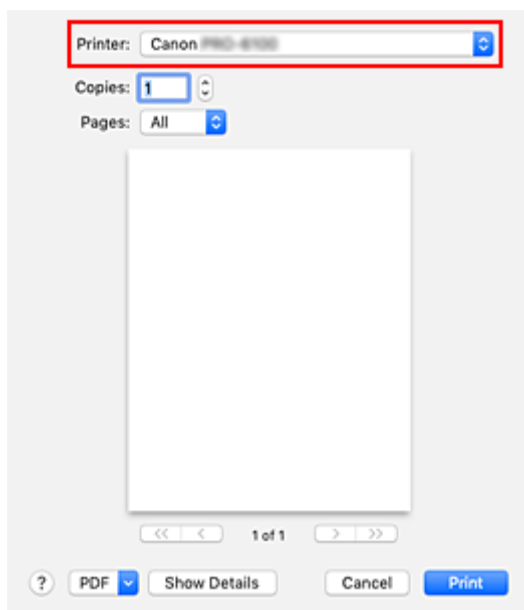 Printer: Canon
Copies: 1
Pages: All
1 of 1
? PDF Show Details Cancel Print